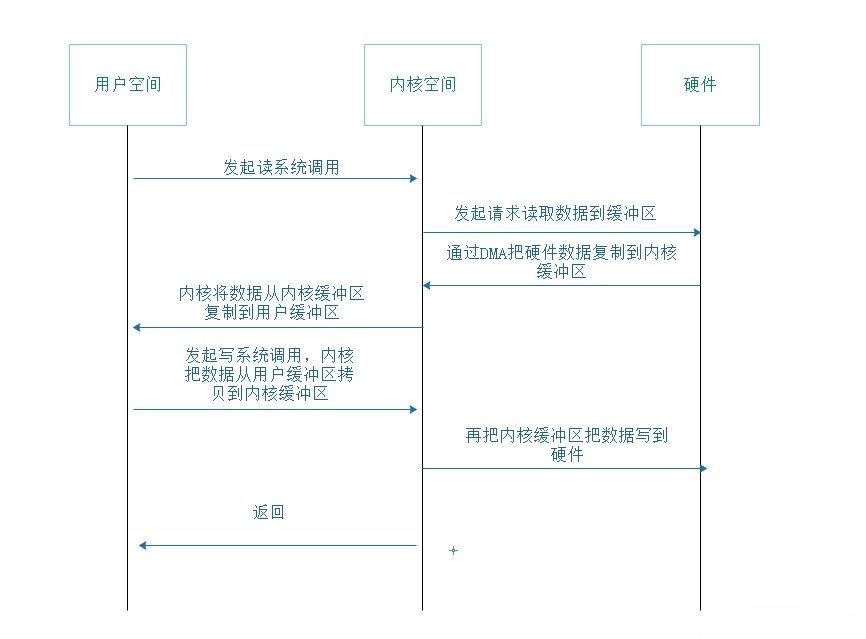 用户空间
内核空间
硬件
发起读系统调用
发起请求读取数据到缓冲区
通过DMA把硬件数据复制到内核
缓冲区
内核将数据从内核缓冲区
复制到用户缓冲区
发起写系统调用，内核
把数据从用户缓冲区拷
贝到内核缓冲区
再把内核缓冲区把数据写到
硬件
返回